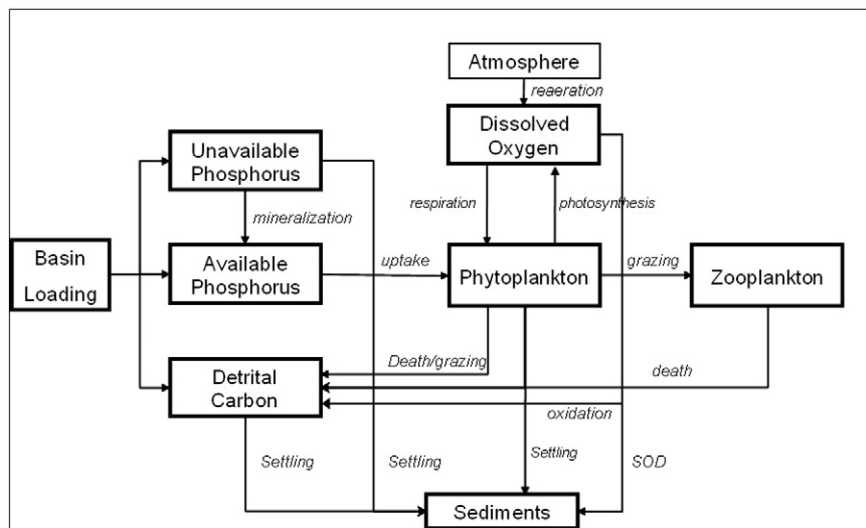 Atmosphere
reaeration
Dissolved
Oxygen
Unavailable
Phosphorus
respiration
photosynthesis
mineralization
Basin
Loading
Available
Phosphorus
uptake
Phytoplankton
grazing
Zooplankton
Death/grazing
Detrital
Carbon
death
oxidation
Settling
Settling
Settling
SOD
Sediments